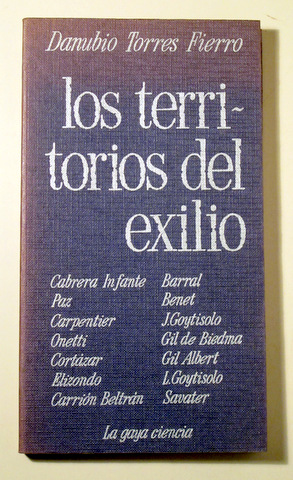 Danubio Torres Fierro
los terri-
torios del
exilio
Cabrera Infante
Paz
Carpentier
Onetti
Cortázar
Elizondo
Carrión Beltrán
Barral
Benet
J.Goytisolo
Gil de Biedma
Gil Albert
L.Goytisolo
Savater
La gaya ciencia